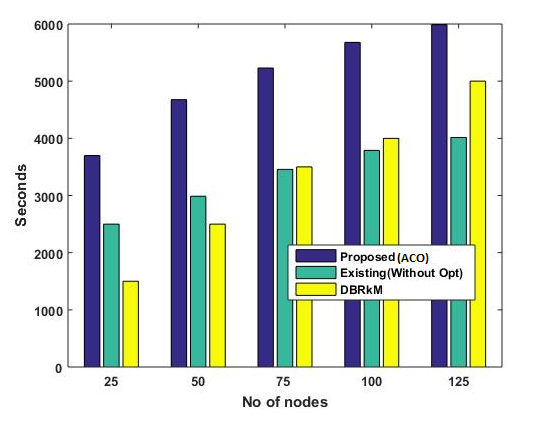 6000
5000
4000
3000
2000
1000
0
Seconds
Proposed(ACO)
Existing(Without Opt)
DBRkM
25 50 75 100 125
No of nodes